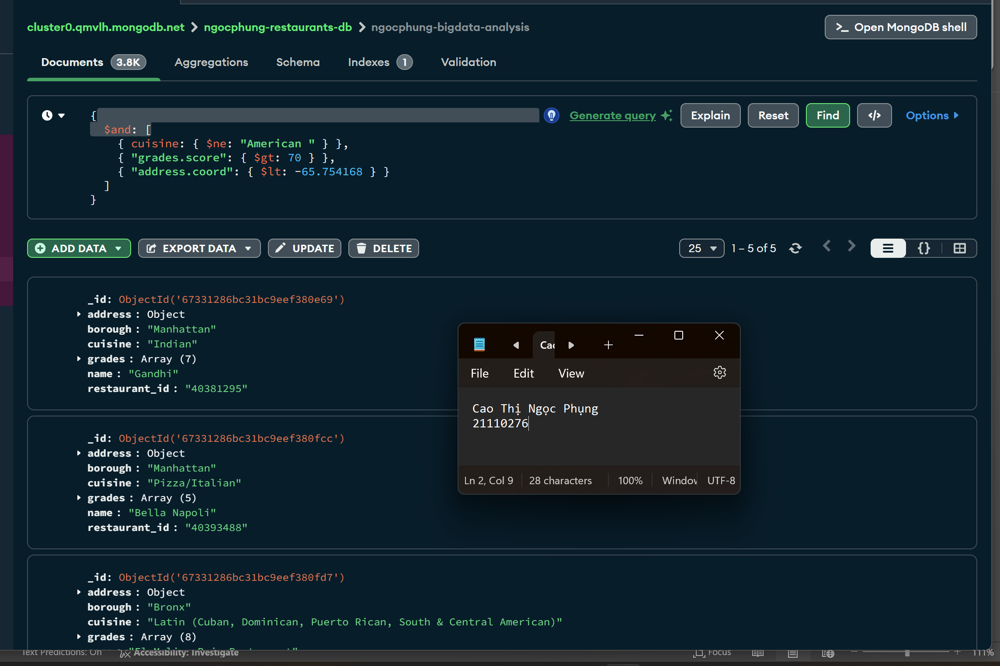 cluster0.qmvlh.mongodb.net > ngocphung-restaurants-db > ngocphung-bigdata-analysis
>_ Open MongoDB shell
Documents 3.8K Aggregations Schema Indexes 1 Validation
{
Generate query Explain Reset Find </> Options
$and: [
{ cuisine: { $ne: "American " } },
{ "grades.score": { $gt: 70 } },
{ "address.coord": { $lt: -65.754168 } }
]
}
ADD DATA EXPORT DATA UPDATE DELETE 25 1 – 5 of 5 {}
_id: ObjectId('67331286bc31bc9eef380e69')
address : Object
borough : "Manhattan"
cuisine : "Indian"
grades : Array (7)
name : "Gandhi"
restaurant_id : "40381295"
_id: ObjectId('67331286bc31bc9eef380fcc')
address : Object
borough : "Manhattan"
cuisine : "Pizza/Italian"
grades : Array (5)
name : "Bella Napoli"
restaurant_id : "40393488"
_id: ObjectId('67331286bc31bc9eef380fd7')
address : Object
borough : "Bronx"
cuisine : "Latin (Cuban, Dominican, Puerto Rican, South & Central American)"
grades : Array (8)
Cao
File Edit View
Cao Thị Ngọc Phụng
21110276
Ln 2, Col 9 28 characters 100% Window UTF-8
Text Predictions: On Accessibility: Investigate Focus 111%